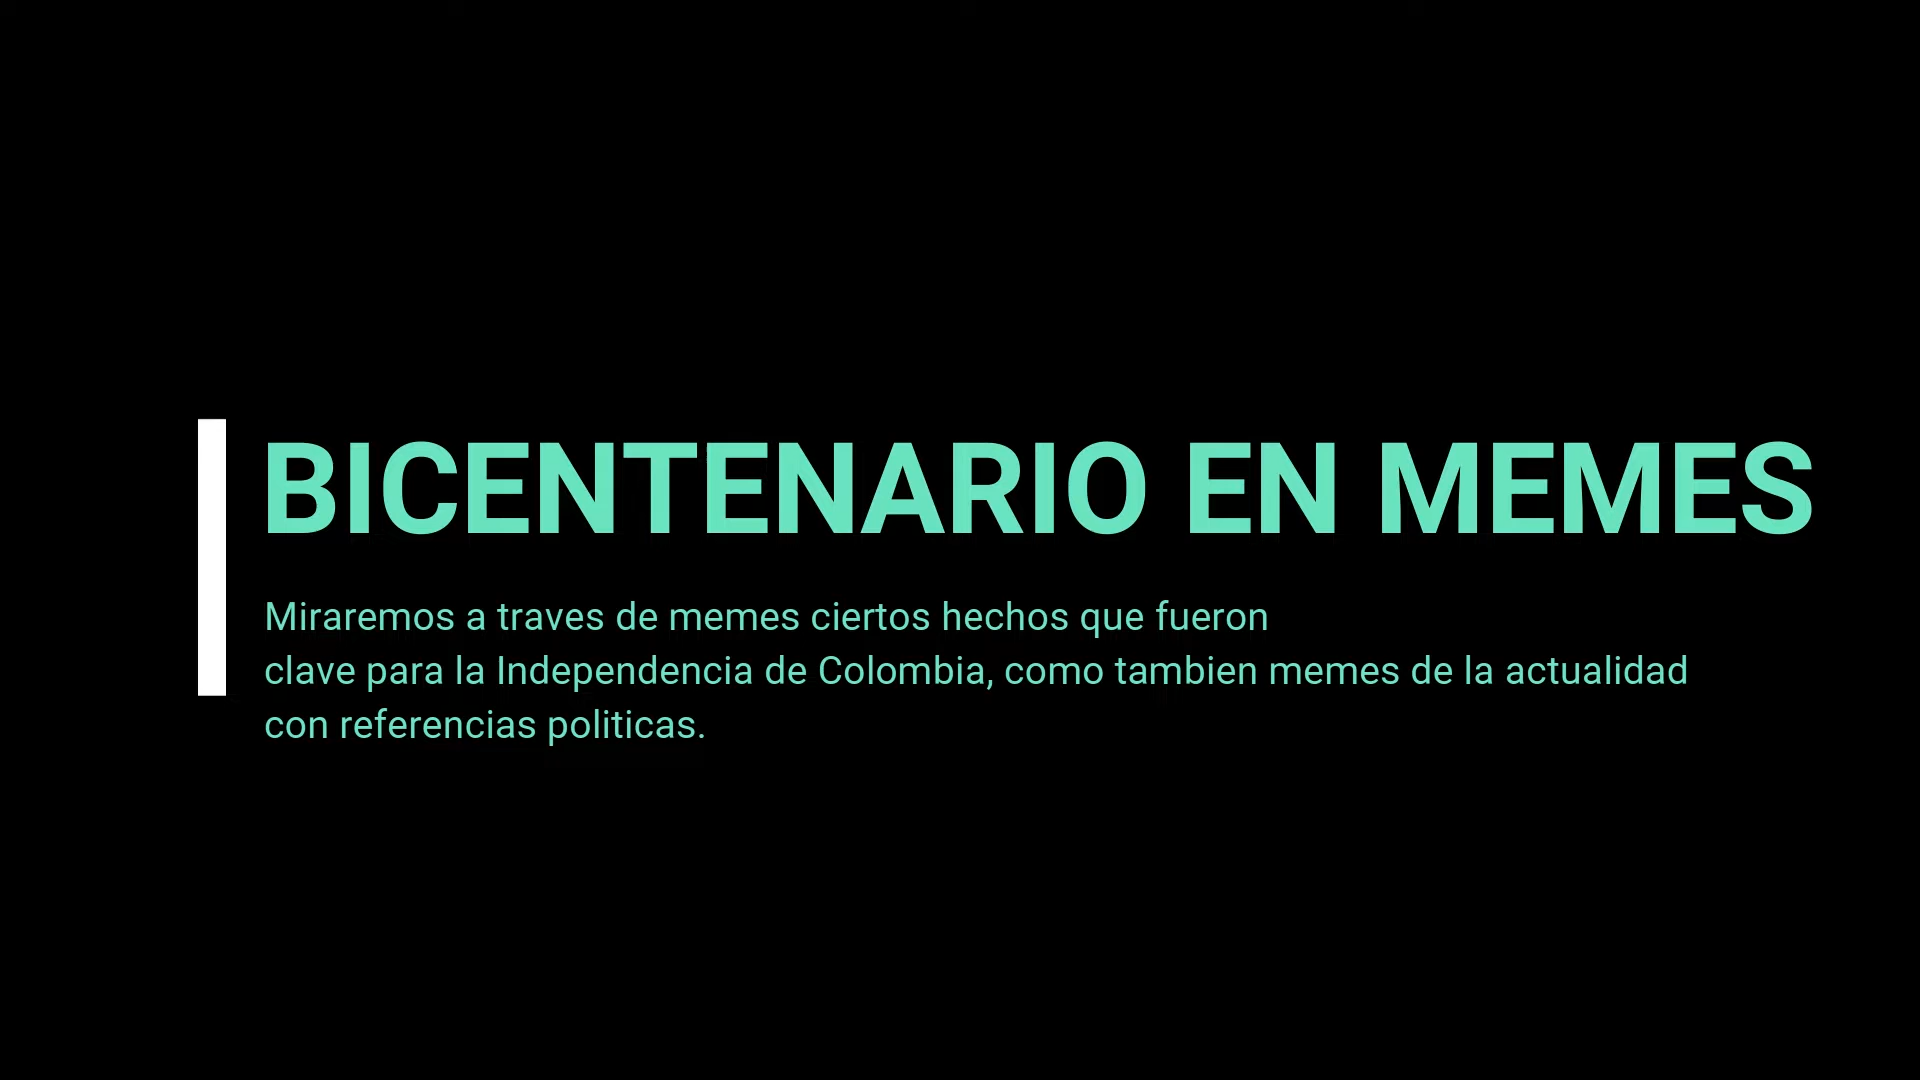 BICENTENARIO EN MEMES
Miraremos a traves de memes ciertos hechos que fueron
clave para la Independencia de Colombia, como tambien memes de la actualidad
con referencias politicas.